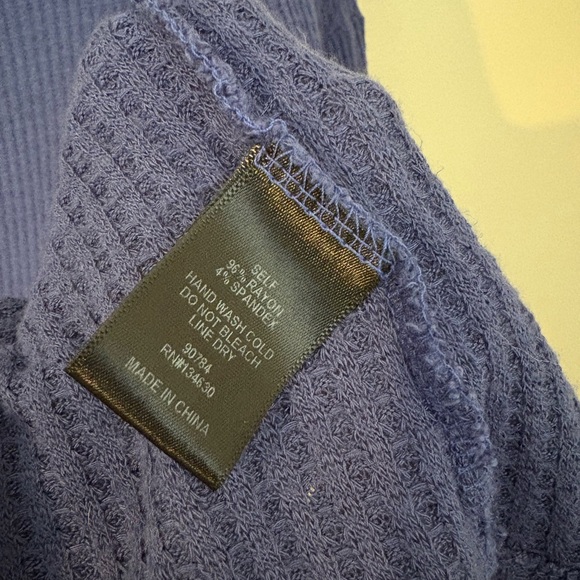 SELF
96% RAYON
4% SPANDEX
HAND WASH COLD
DO NOT BLEACH
LINE DRY
90784
RN#134630
MADE IN CHINA